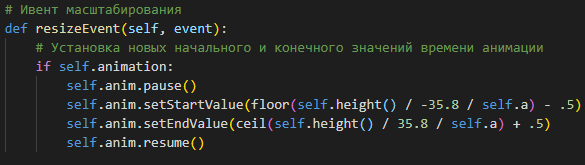 # Ивент масштабирования
def resizeEvent(self, event):
    # Установка новых начального и конечного значений времени анимации
    if self.animation:
        self.anim.pause()
        self.anim.setStartValue(floor(self.height() / -35.8 / self.a) - .5)
        self.anim.setEndValue(ceil(self.height() / 35.8 / self.a) + .5)
        self.anim.resume()